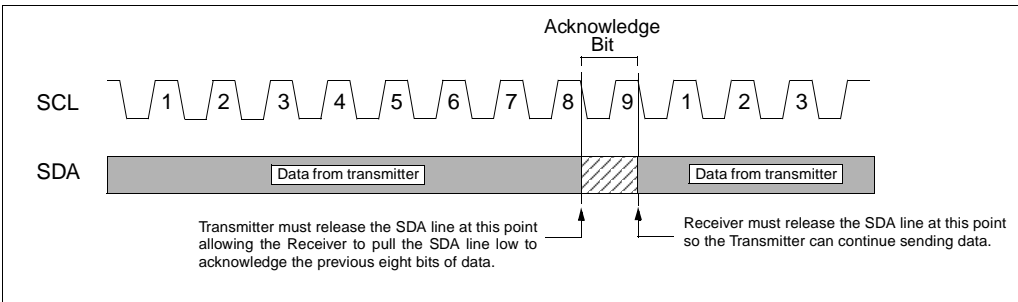 Acknowledge
Bit
SCL 1 2 3 4 5 6 7 8 9 1 2 3
SDA Data from transmitter Data from transmitter
Transmitter must release the SDA line at this point
allowing the Receiver to pull the SDA line low to
acknowledge the previous eight bits of data.
Receiver must release the SDA line at this point
so the Transmitter can continue sending data.